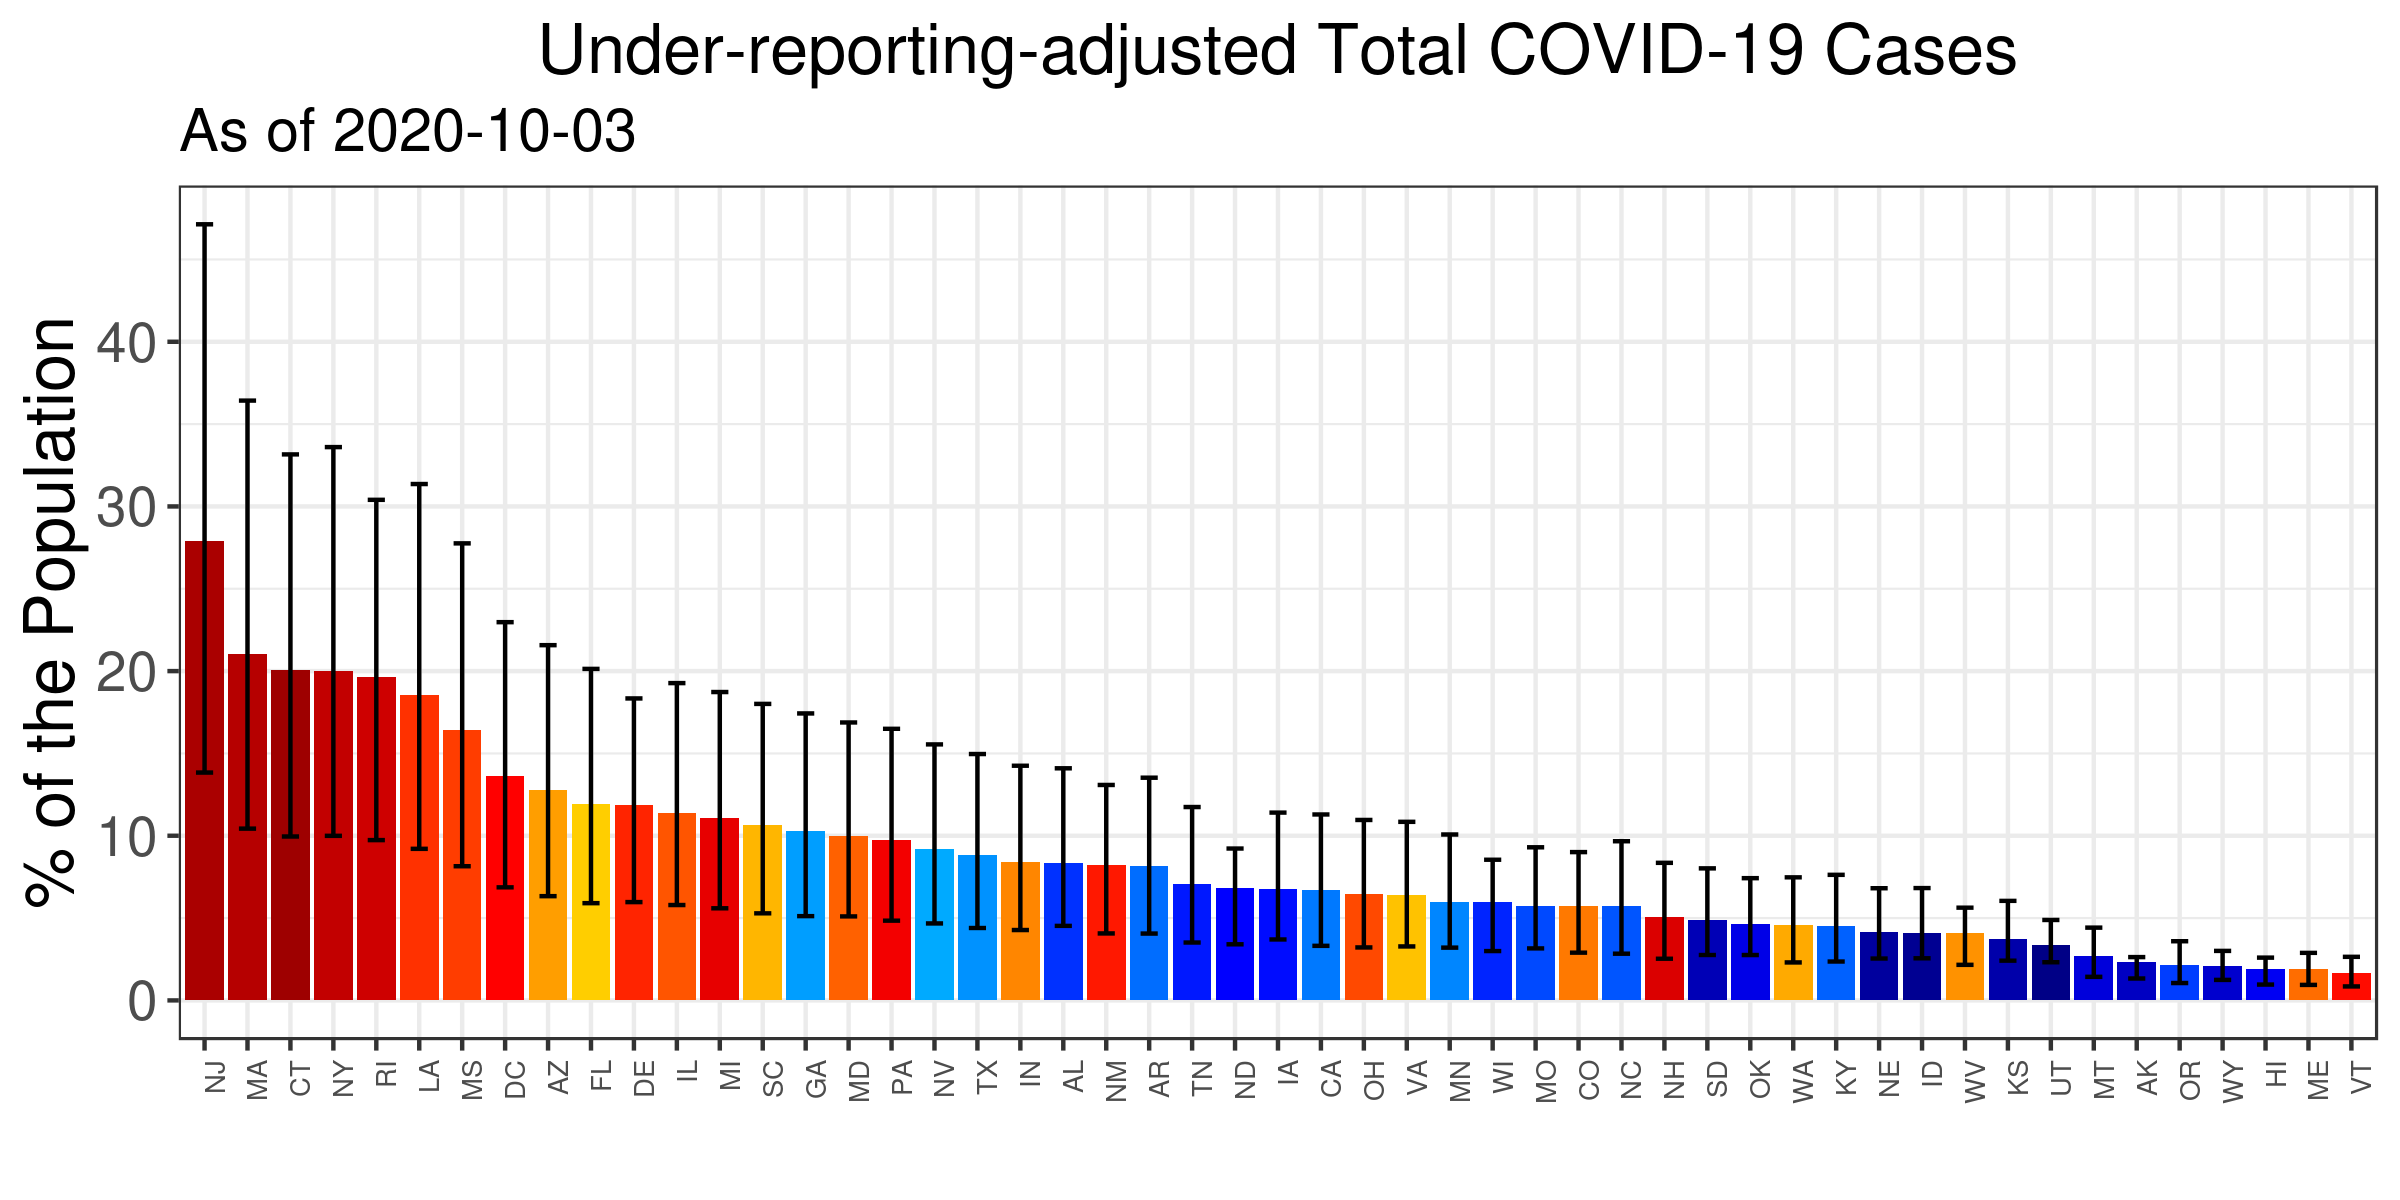 Under-reporting-adjusted Total COVID-19 Cases
As of 2020-10-03
% of the Population
40
30
20
10
0
NJ MA CT NY RI LA MS DC AZ FL DE IL MI SC GA MD PA NV TX IN AL NM AR TN ND IA CA OH VA MN WI MO CO NC NH SD OK WA KY NE ID WV KS UT MT AK OR WY HI ME VT